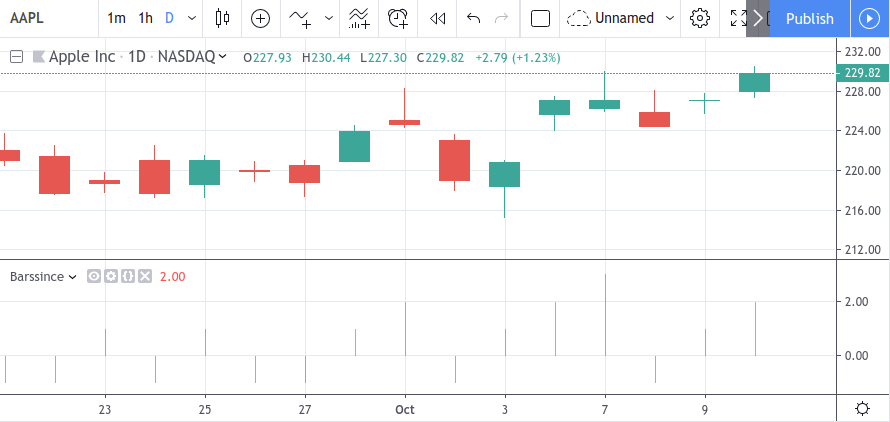 AAPL 1m 1h D Unnamed Publish
Apple Inc · 1D · NASDAQ O227.93 H230.44 L227.30 C229.82 +2.79 (+1.23%)
232.00
229.82
228.00
224.00
220.00
216.00
212.00
Barssince 2.00
2.00
0.00
23 25 27 Oct 3 7 9